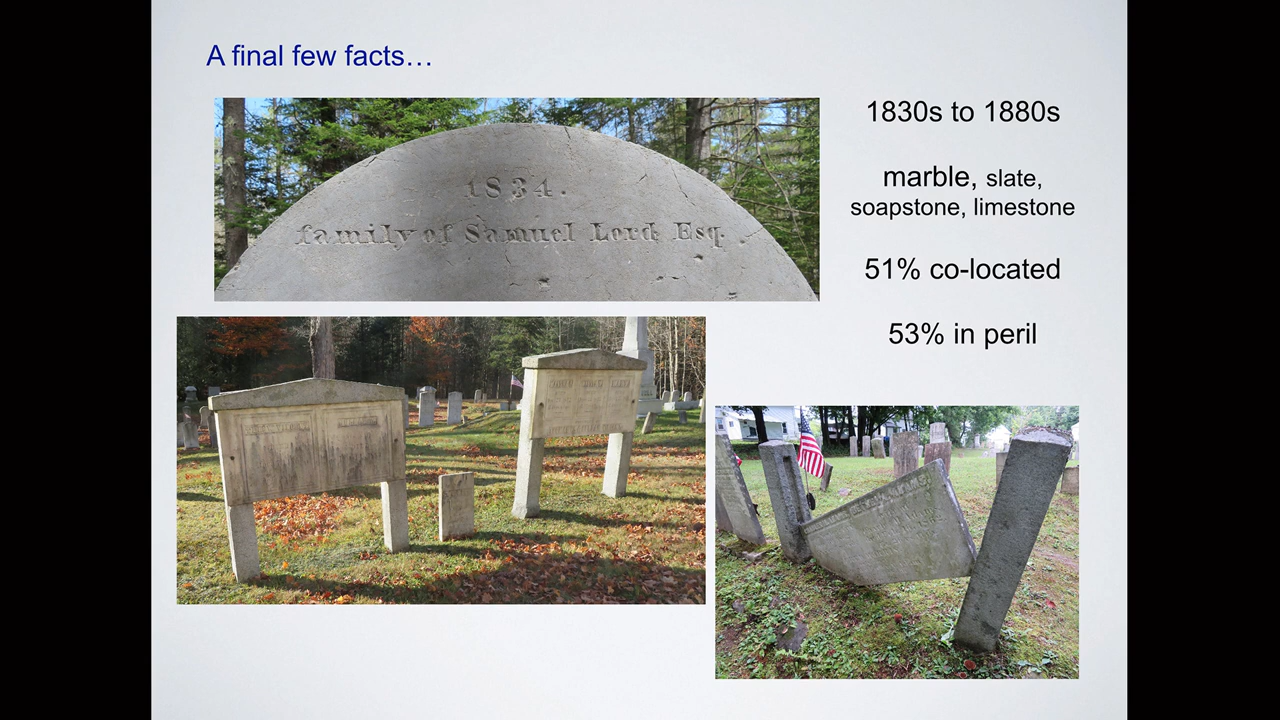 A final few facts…
1834.
family of Samuel Lord, Esq.
1830s to 1880s
marble, slate,
soapstone, limestone
51% co-located
53% in peril